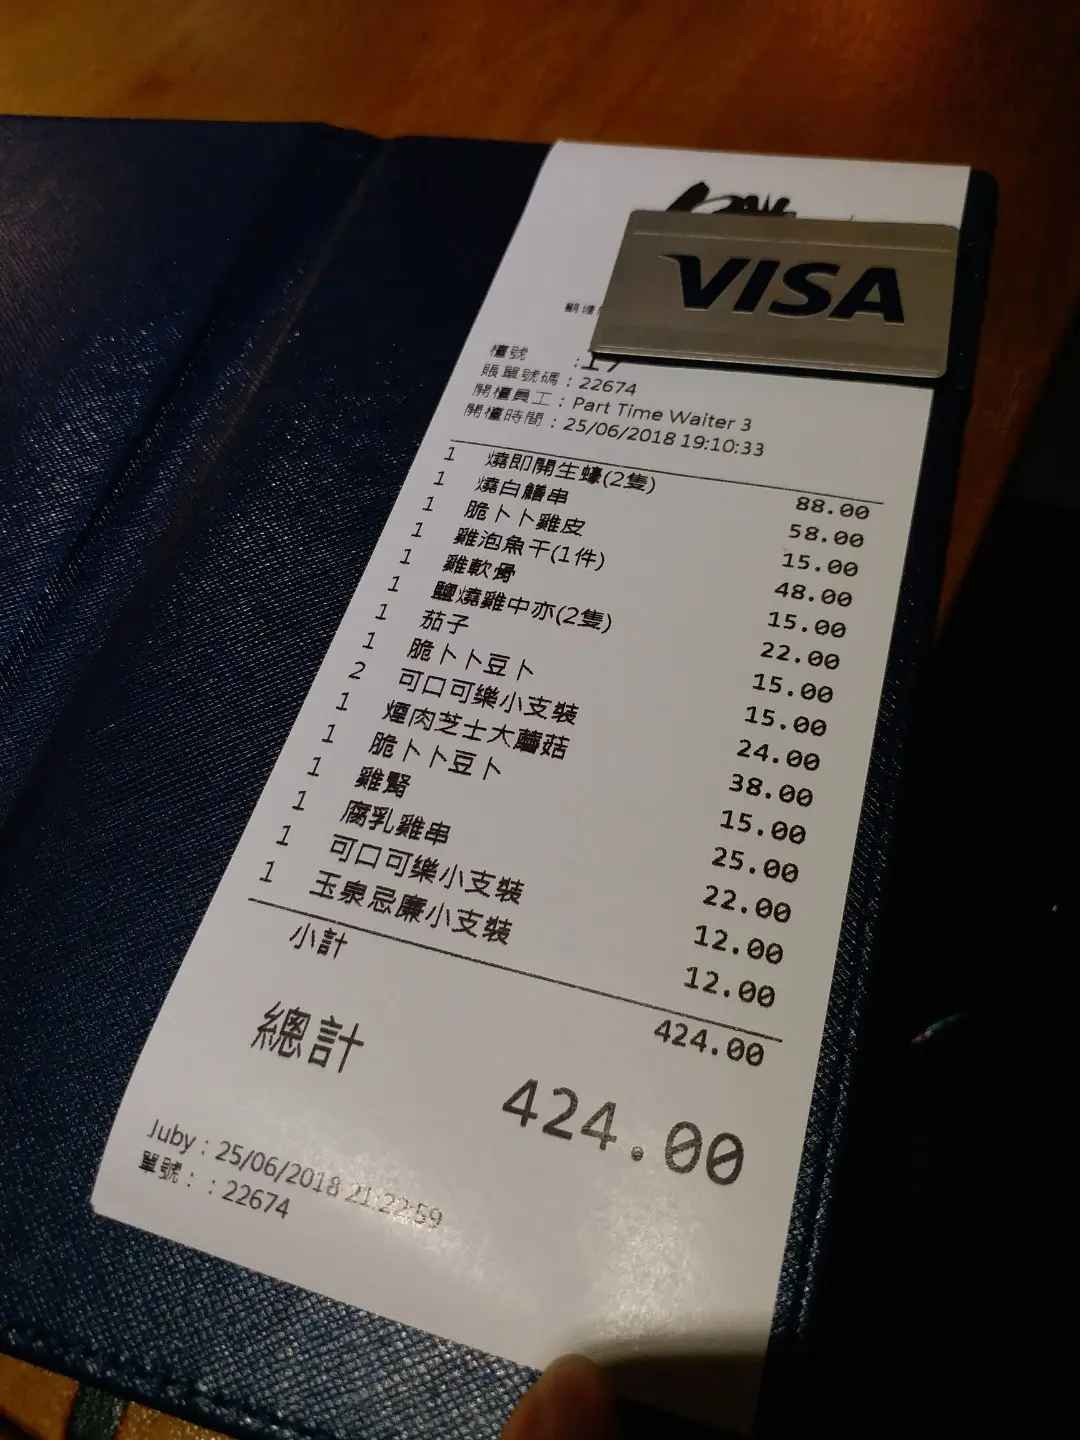 VISA
觀塘
檯號 : 17
賬單號碼 : 22674
開檯員工 : Part Time Waiter 3
開檯時間 : 25/06/2018 19:10:33
1 燒即開生蠔(2隻) 88.00
1 燒白鱔串 58.00
1 脆卜卜雞皮 15.00
1 雞泡魚干(1件) 48.00
1 雞軟骨 15.00
1 鹽燒雞中亦(2隻) 22.00
1 茄子 15.00
1 脆卜卜豆卜 15.00
2 可口可樂小支裝 24.00
1 煙肉芝士大蘑菇 38.00
1 脆卜卜豆卜 15.00
1 雞腎 25.00
1 腐乳雞串 22.00
1 可口可樂小支裝 12.00
1 玉泉忌廉小支裝 12.00
小計 424.00
總計 424.00
Juby : 25/06/2018 21:22:59
單號 : : 22674